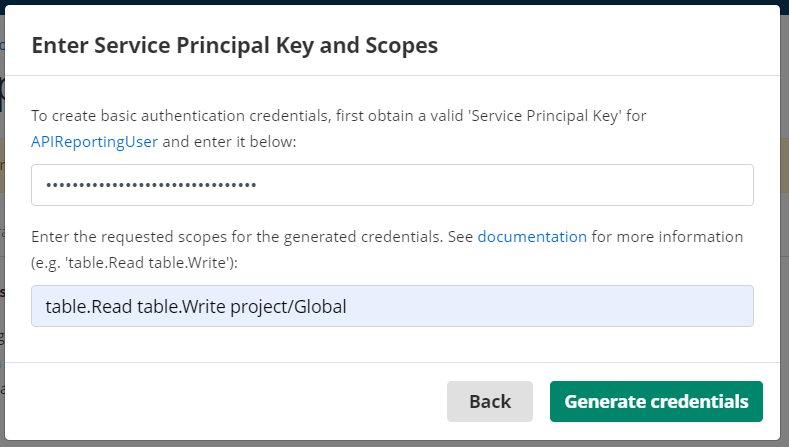 Enter Service Principal Key and Scopes
To create basic authentication credentials, first obtain a valid 'Service Principal Key' for
APIReportingUser and enter it below:
••••••••••••••••••••••••••••••••
Enter the requested scopes for the generated credentials. See documentation for more information
(e.g. 'table.Read table.Write'):
table.Read table.Write project/Global
Back
Generate credentials